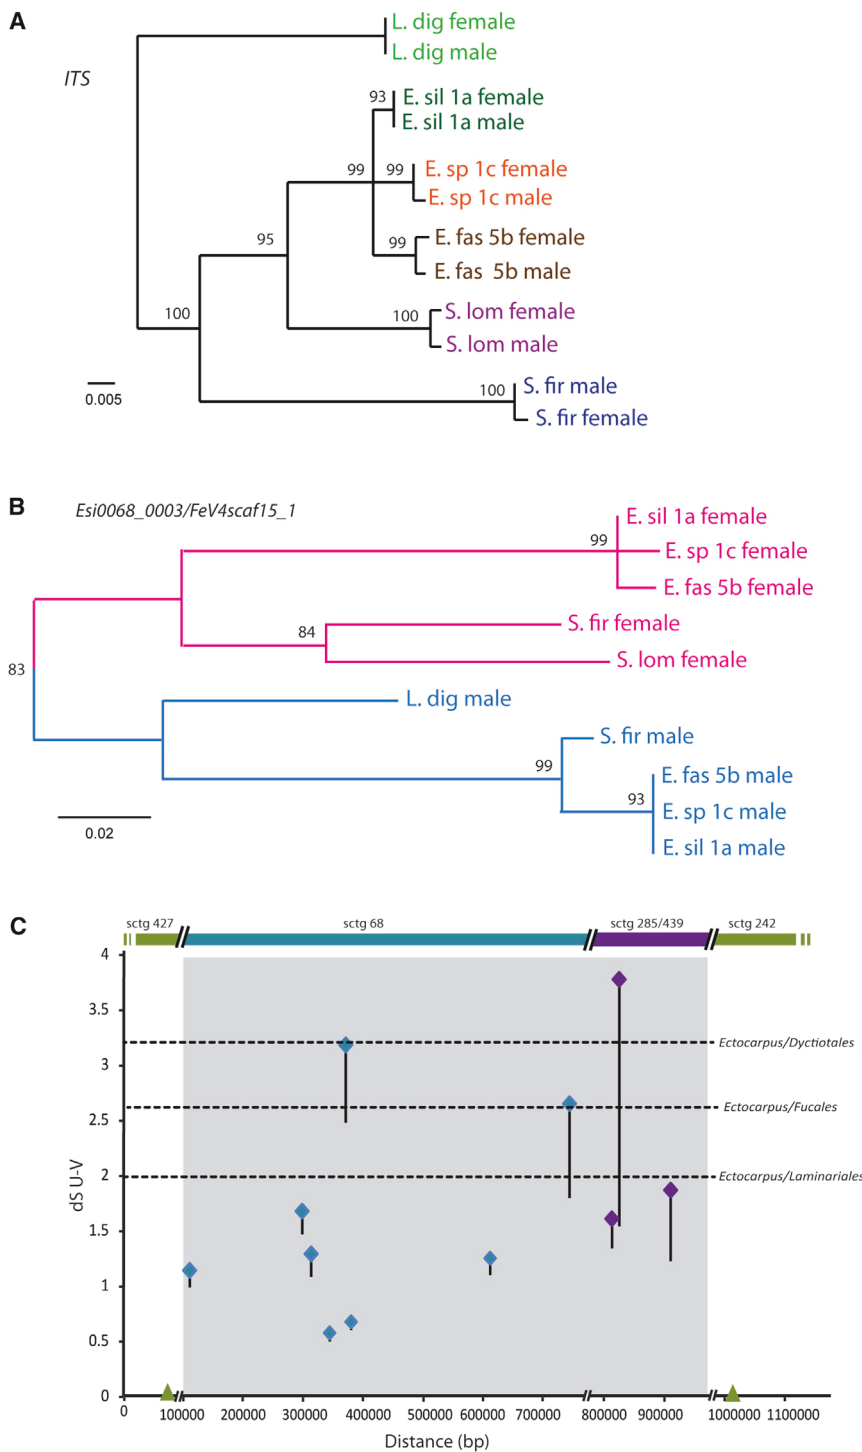 A
ITS
L. dig female
L. dig male
93
E. sil 1a female
E. sil 1a male
99
99
E. sp 1c female
E. sp 1c male
95
99
E. fas 5b female
E. fas 5b male
100
100
S. lom female
S. lom male
100
S. fir male
S. fir female
0.005
B
Esi0068_0003/FeV4scaf15_1
99
E. sil 1a female
E. sp 1c female
E. fas 5b female
84
S. fir female
S. lom female
83
L. dig male
99
S. fir male
93
E. fas 5b male
E. sp 1c male
E. sil 1a male
0.02
C
sctg 427
sctg 68
sctg 285/439
sctg 242
4
3.5
3
2.5
2
1.5
1
0.5
0
dS U-V
Ectocarpus/Dyctiotales
Ectocarpus/Fucales
Ectocarpus/Laminariales
0
100000
200000
300000
400000
500000
600000
700000
800000
900000
1000000
1100000
Distance (bp)